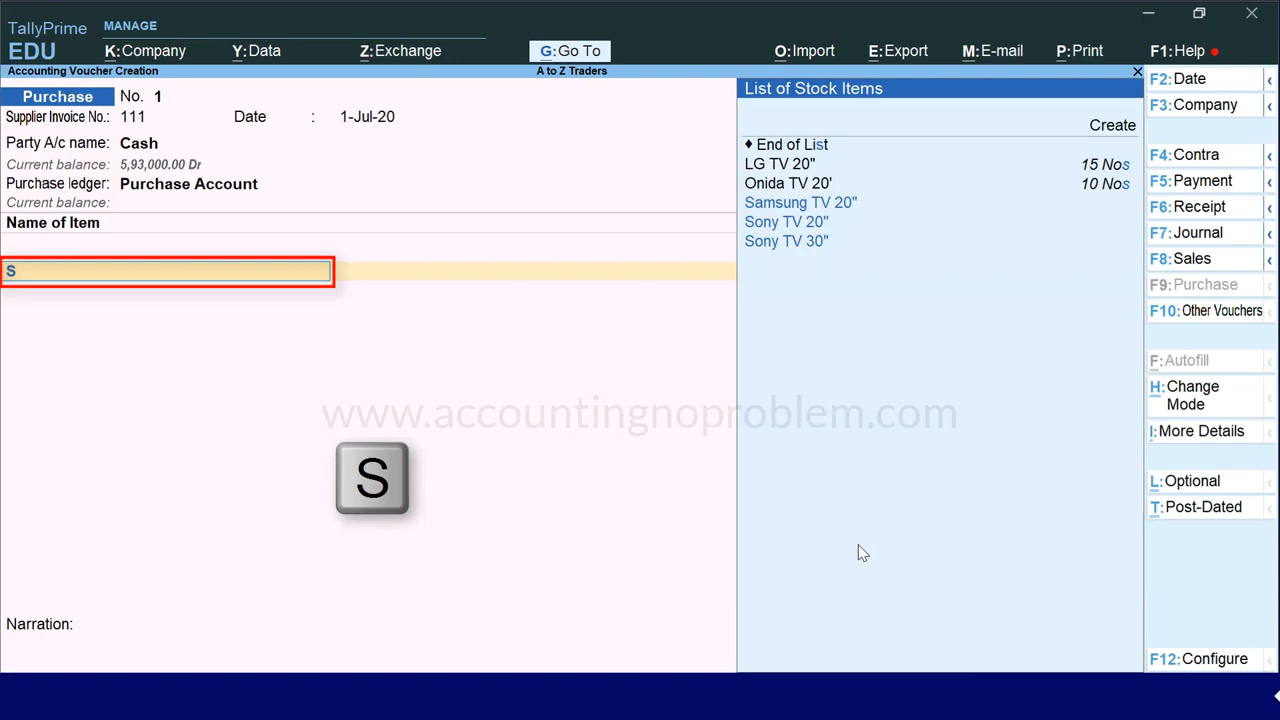 TallyPrime
MANAGE
EDU
K:Company
Y:Data
Z:Exchange
G:Go To
O:Import
E:Export
M:E-mail
P:Print
F1:Help
Accounting Voucher Creation
A to Z Traders
Purchase No. 1
Supplier Invoice No.: 111 Date : 1-Jul-20
Party A/c name: Cash
Current balance: 5,93,000.00 Dr
Purchase ledger: Purchase Account
Current balance:
Name of Item
S
S
Narration:
List of Stock Items
Create
♦ End of List
LG TV 20" 15 Nos
Onida TV 20' 10 Nos
Samsung TV 20"
Sony TV 20"
Sony TV 30"
www.accountingnoproblem.com
F2:Date
F3:Company
F4:Contra
F5:Payment
F6:Receipt
F7:Journal
F8:Sales
F9:Purchase
F10:Other Vouchers
F:Autofill
H:Change
Mode
I:More Details
L:Optional
T:Post-Dated
F12:Configure